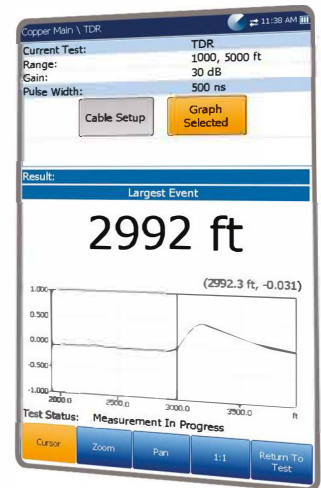 Copper Main \ TDR
11:38 AM
Current Test: TDR
Range: 1000, 5000 ft
Gain: 30 dB
Pulse Width: 500 ns
Cable Setup
Graph
Selected
Result:
Largest Event
2992 ft
(2992.3 ft, -0.031)
1.000
0.500
0.000
-0.500
-1.000
2000.0 2500.0 3000.0 3500.0 ft
Test Status: Measurement In Progress
Cursor Zoom Pan 1:1 Return To
Test